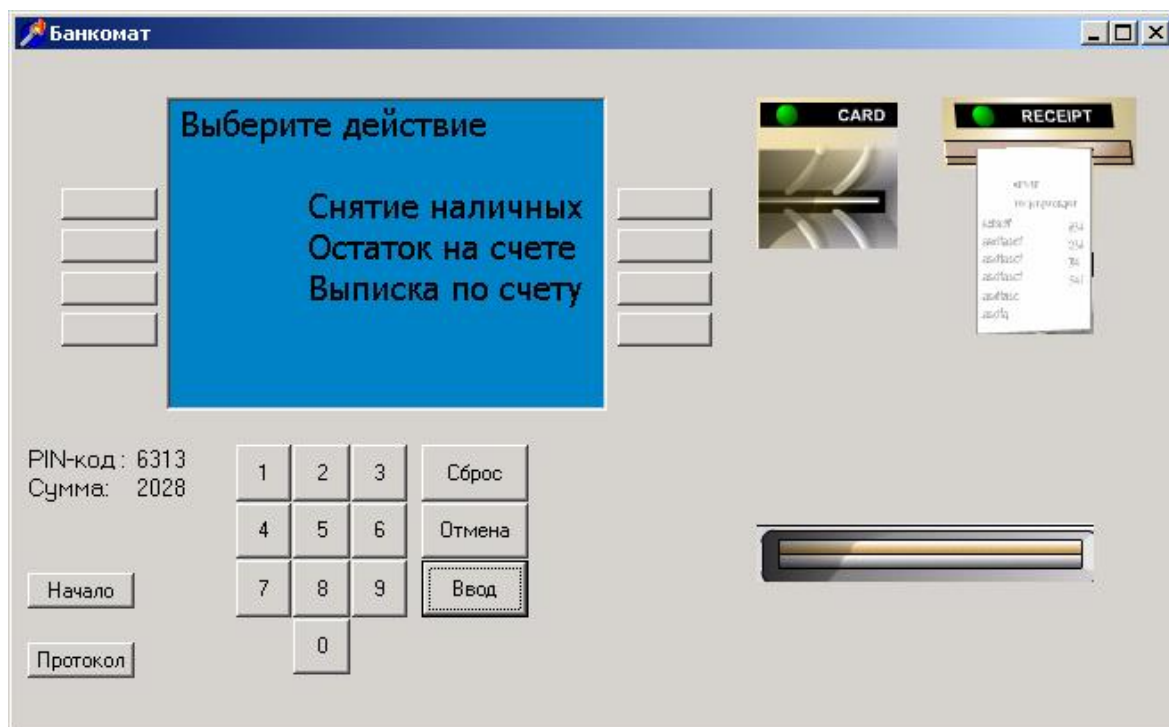 Банкомат
Выберите действие
Снятие наличных
Остаток на счете
Выписка по счету
CARD
RECEIPT
PIN-код: 6313
Сумма: 2028
1 2 3 Сброс
4 5 6 Отмена
7 8 9 Ввод
0
Начало
Протокол